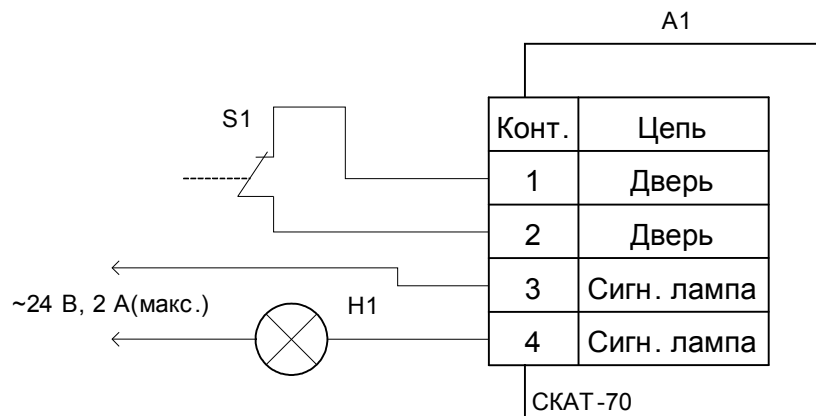 A1
S1
Конт. Цепь
1 Дверь
2 Дверь
3 Сигн. лампа
~24 В, 2 А(макс.)
H1
4 Сигн. лампа
СКАТ-70